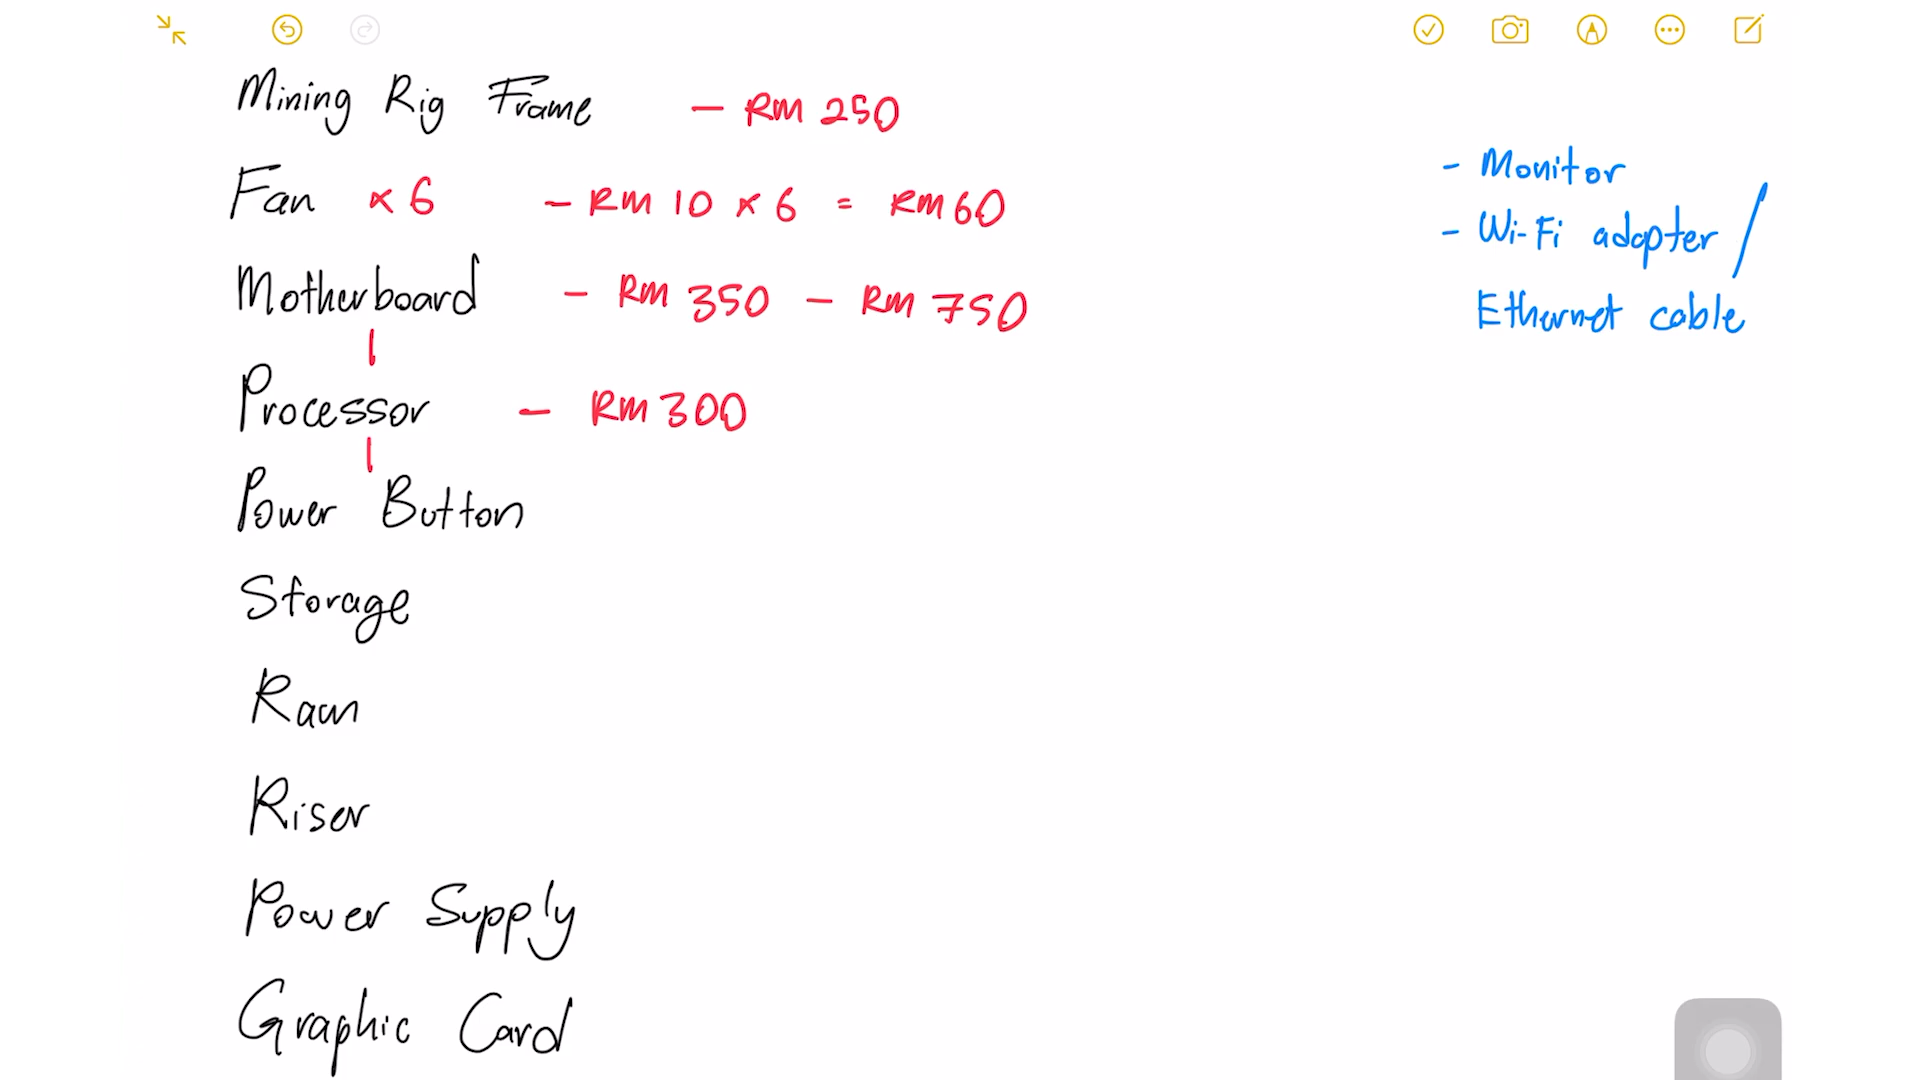 Mining Rig Frame - RM 250
Fan x 6 - RM 10 x 6 = RM 60
Motherboard - RM 350 - RM 750
Processor - RM 300
Power Button
Storage
Ram
Riser
Power Supply
Graphic Card
- Monitor
- Wi-Fi adapter /
Ethernet cable